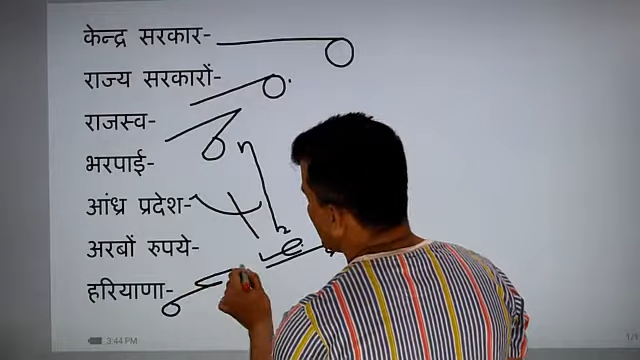 केन्द्र सरकार-
राज्य सरकारों-
राजस्व-
भरपाई-
आंध्र प्रदेश-
अरबों रुपये-
हरियाणा-
3:44 PM